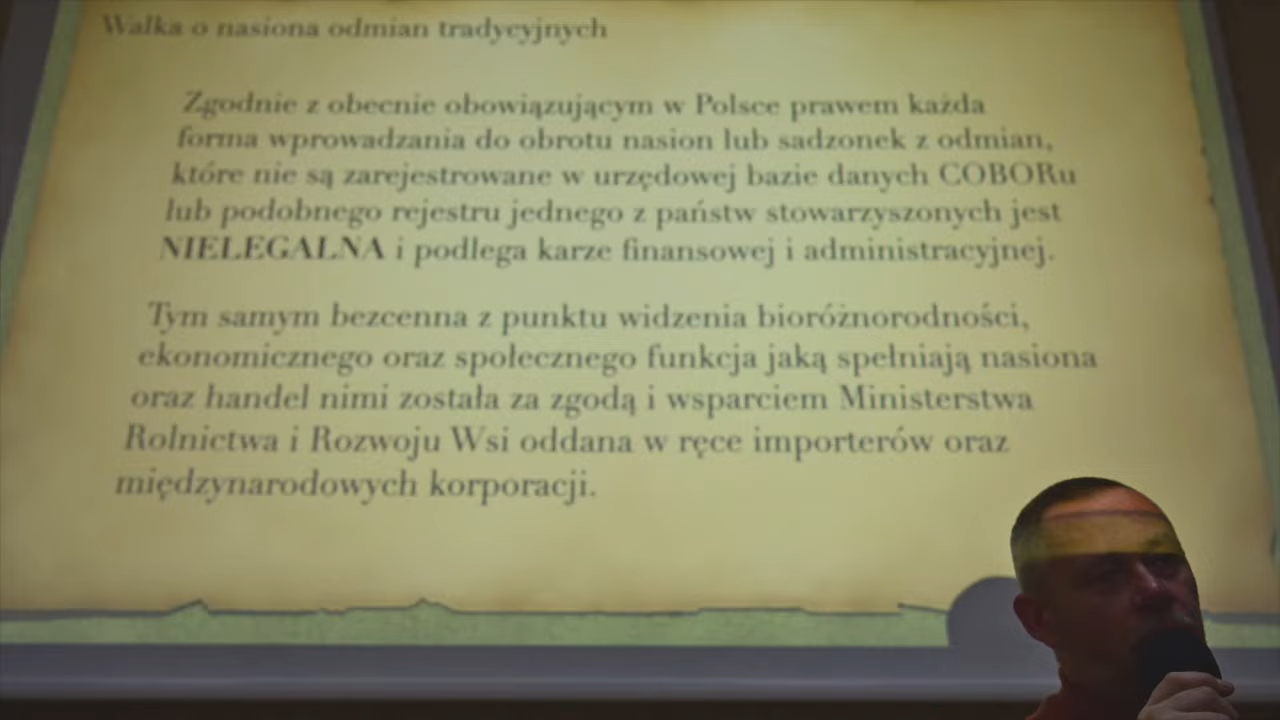 Walka o nasiona odmian tradycyjnych
Zgodnie z obecnie obowiązującym w Polsce prawem każda
forma wprowadzania do obrotu nasion lub sadzonek z odmian,
które nie są zarejestrowane w urzędowej bazie danych COBORu
lub podobnego rejestru jednego z państw stowarzyszonych jest
NIELEGALNA i podlega karze finansowej i administracyjnej.
Tym samym bezcenna z punktu widzenia bioróżnorodności,
ekonomicznego oraz społecznego funkcja jaką spełniają nasiona
oraz handel nimi została za zgodą i wsparciem Ministerstwa
Rolnictwa i Rozwoju Wsi oddana w ręce importerów oraz
międzynarodowych korporacji.